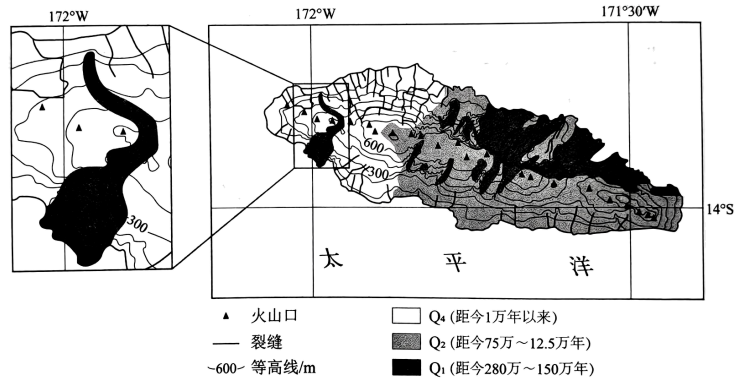 172°W
172°W
171°30′W
300
600
300
14°S
太 平 洋
火山口
裂缝
600 等高线/m
Q₄ (距今1万年以来)
Q₂ (距今75万～12.5万年)
Q₁ (距今280万～150万年)